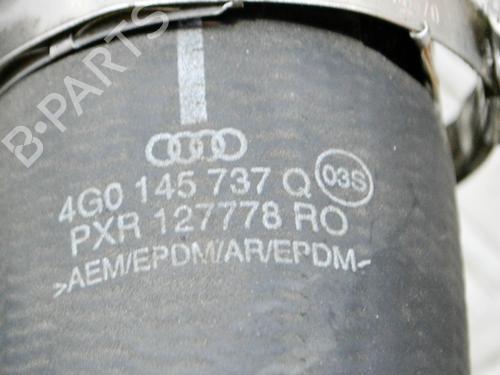 B-PARTS
4G0 145 737 Q 03S
PXR 127778 RO
>AEM/EPDM/AR/EPDM<